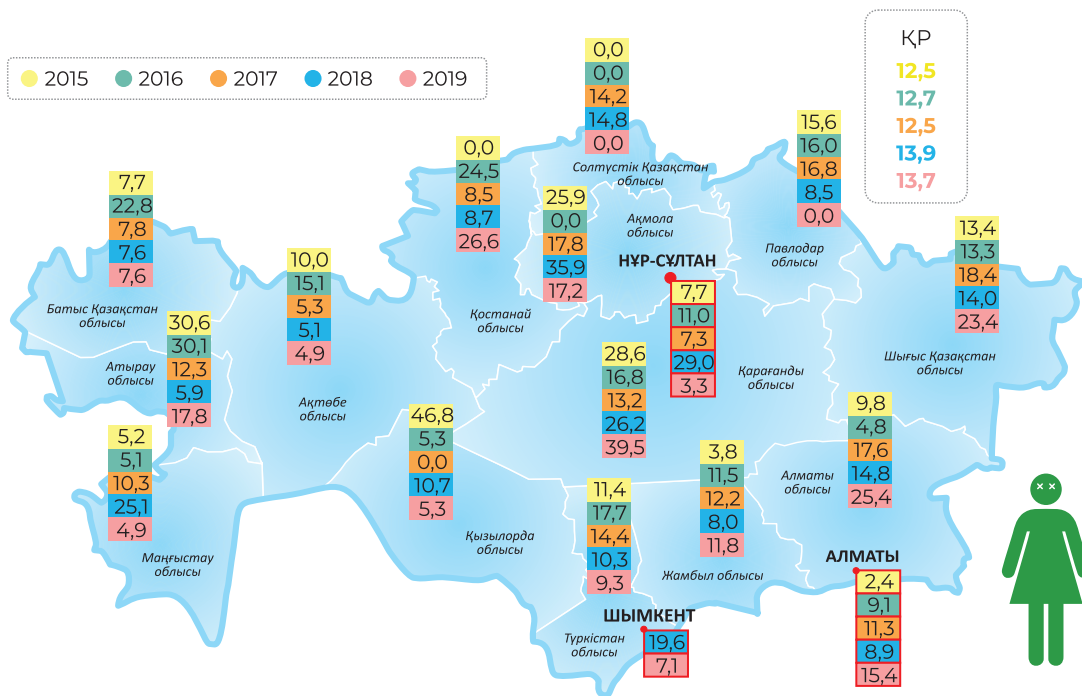 2015 2016 2017 2018 2019
ҚР
12,5
12,7
12,5
13,9
13,7
0,0
0,0
14,2
14,8
0,0
Солтүстік Қазақстан
облысы
15,6
16,0
16,8
8,5
0,0
Павлодар
облысы
0,0
24,5
8,5
8,7
26,6
Қостанай
облысы
25,9
0,0
17,8
35,9
17,2
Ақмола
облысы
7,7
22,8
7,8
7,6
7,6
Батыс Қазақстан
облысы
13,4
13,3
18,4
14,0
23,4
Шығыс Қазақстан
облысы
10,0
15,1
5,3
5,1
4,9
Ақтөбе
облысы
НҰР-СҰЛТАН
7,7
11,0
7,3
29,0
3,3
30,6
30,1
12,3
5,9
17,8
Атырау
облысы
28,6
16,8
13,2
26,2
39,5
Қарағанды
облысы
9,8
4,8
17,6
14,8
25,4
Алматы
облысы
46,8
5,3
0,0
10,7
5,3
Қызылорда
облысы
5,2
5,1
10,3
25,1
4,9
Маңғыстау
облысы
3,8
11,5
12,2
8,0
11,8
Жамбыл облысы
11,4
17,7
14,4
10,3
9,3
Түркістан
облысы
АЛМАТЫ
2,4
9,1
11,3
8,9
15,4
ШЫМКЕНТ
19,6
7,1